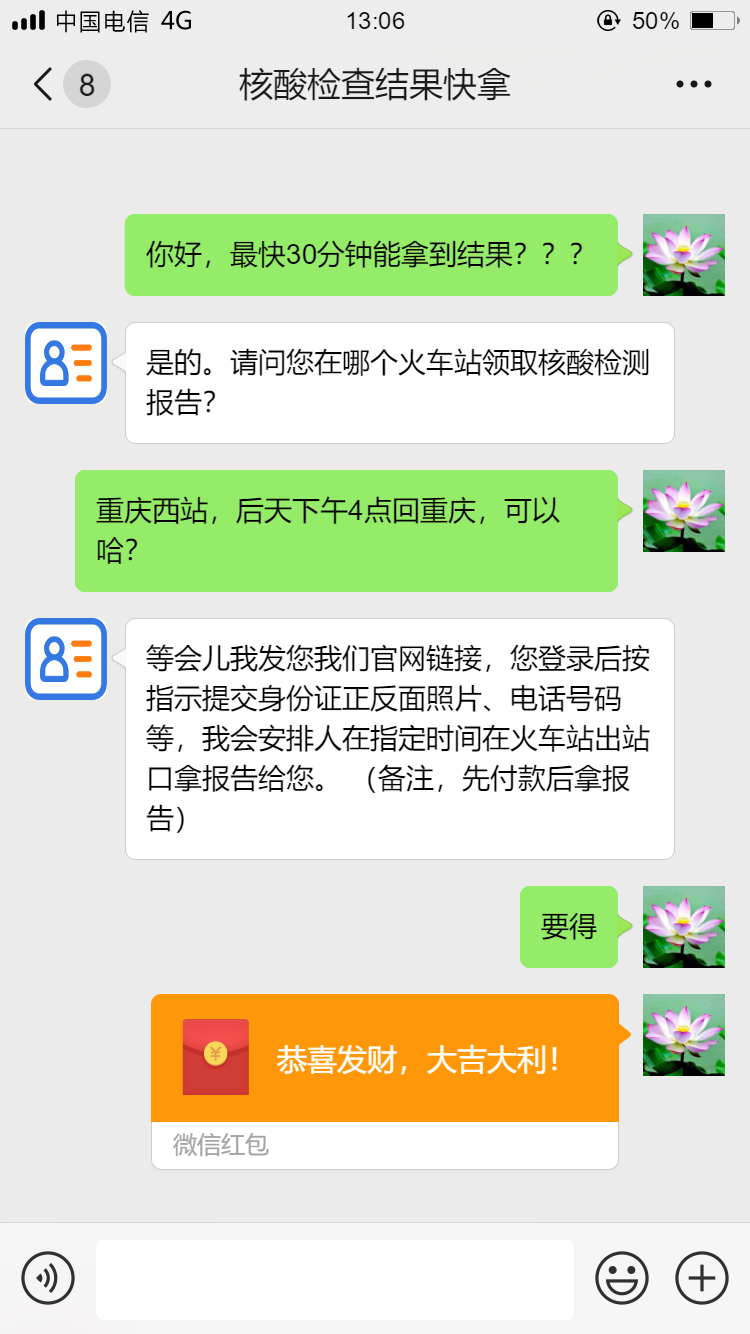 中国电信 4G 13:06 50%
8 核酸检查结果快拿
你好，最快30分钟能拿到结果？？？
是的。请问您在哪个火车站领取核酸检测
报告？
重庆西站，后天下午4点回重庆，可以
哈？
等会儿我发您我们官网链接，您登录后按
指示提交身份证正反面照片、电话号码
等，我会安排人在指定时间在火车站出站
口拿报告给您。（备注，先付款后拿报
告）
要得
¥ 恭喜发财，大吉大利！
微信红包